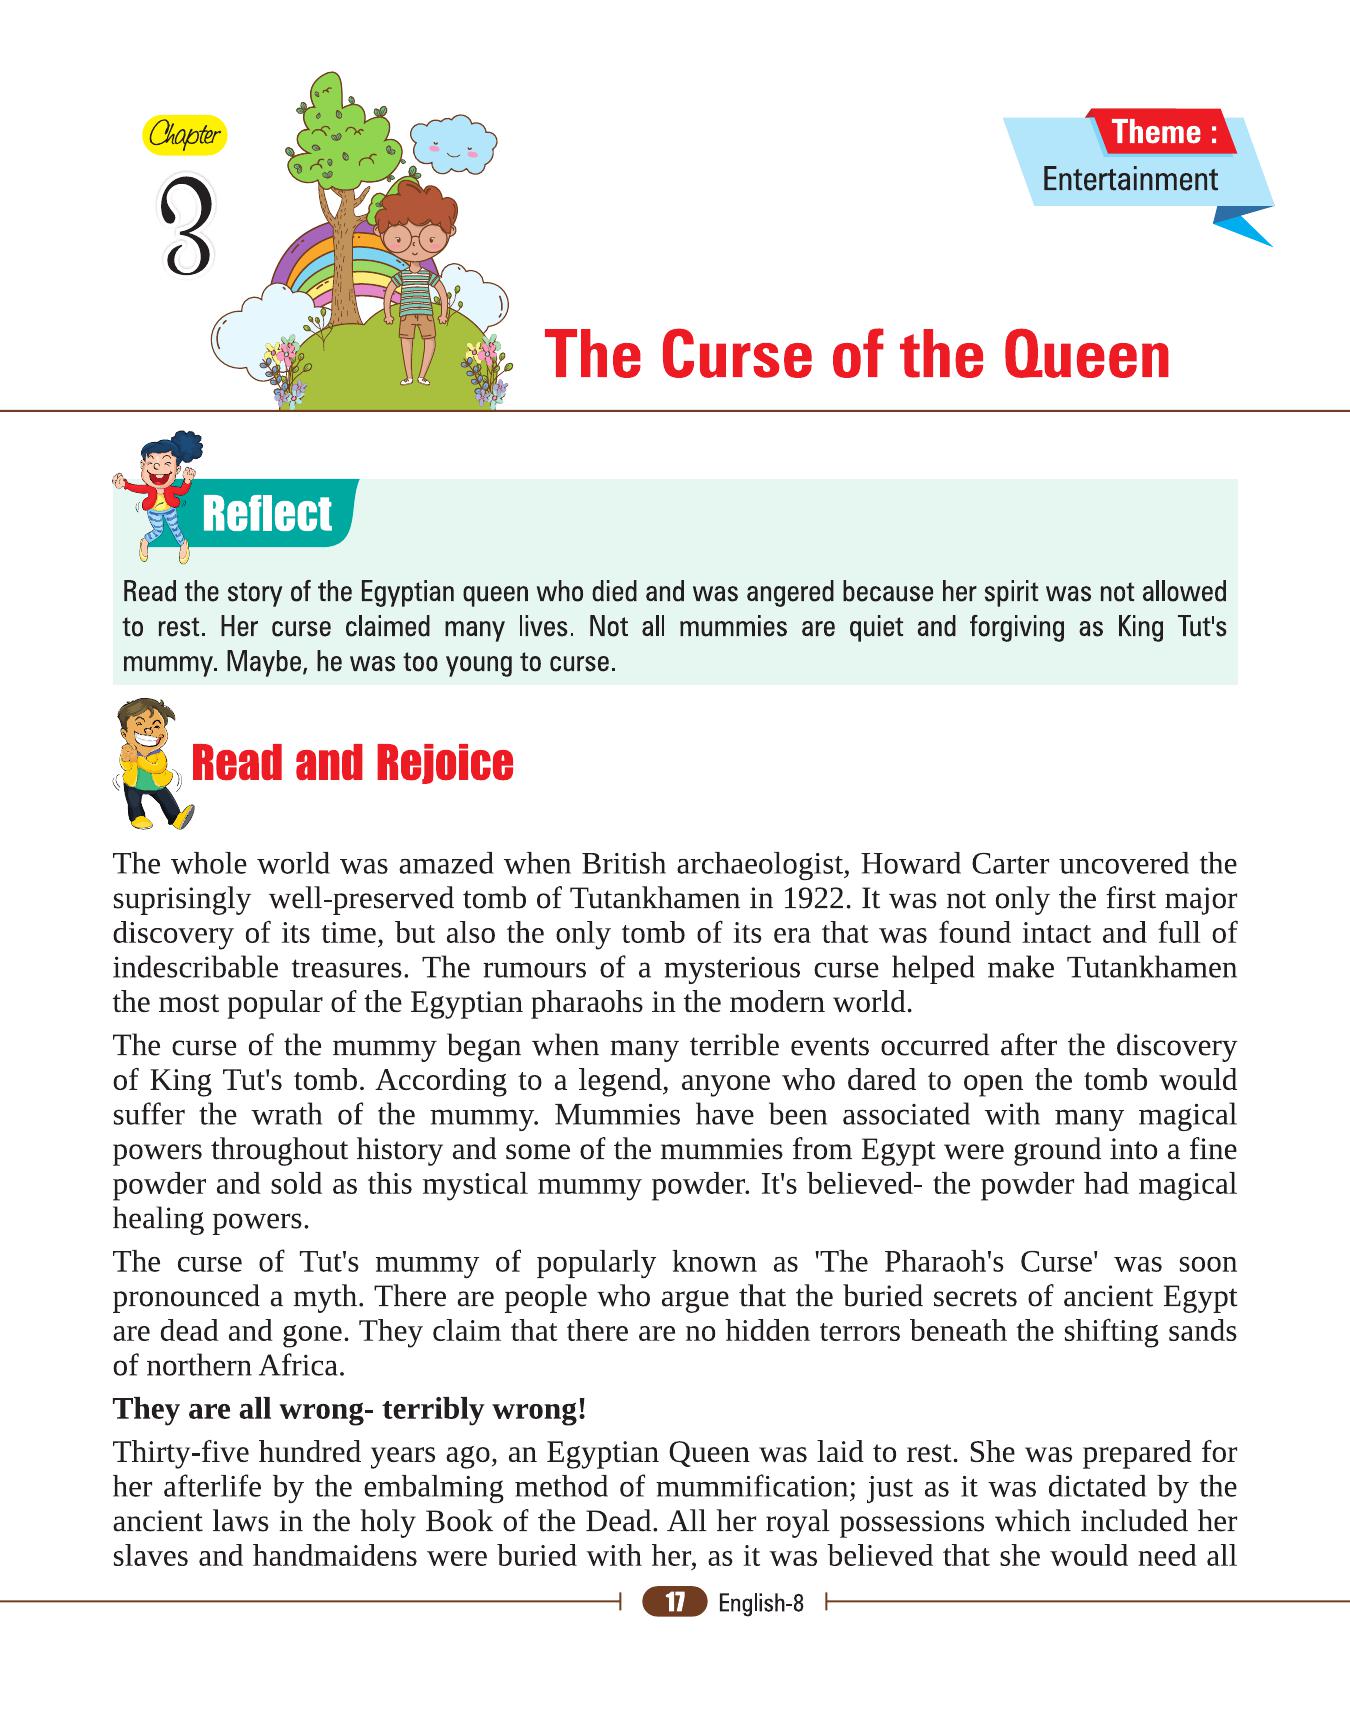 Chapter
3
Theme :
Entertainment
The Curse of the Queen
Reflect
Read the story of the Egyptian queen who died and was angered because her spirit was not allowed
to rest. Her curse claimed many lives. Not all mummies are quiet and forgiving as King Tut's
mummy. Maybe, he was too young to curse.
Read and Rejoice
The whole world was amazed when British archaeologist, Howard Carter uncovered the
suprisingly well-preserved tomb of Tutankhamen in 1922. It was not only the first major
discovery of its time, but also the only tomb of its era that was found intact and full of
indescribable treasures. The rumours of a mysterious curse helped make Tutankhamen
the most popular of the Egyptian pharaohs in the modern world.
The curse of the mummy began when many terrible events occurred after the discovery
of King Tut's tomb. According to a legend, anyone who dared to open the tomb would
suffer the wrath of the mummy. Mummies have been associated with many magical
powers throughout history and some of the mummies from Egypt were ground into a fine
powder and sold as this mystical mummy powder. It's believed- the powder had magical
healing powers.
The curse of Tut's mummy of popularly known as 'The Pharaoh's Curse' was soon
pronounced a myth. There are people who argue that the buried secrets of ancient Egypt
are dead and gone. They claim that there are no hidden terrors beneath the shifting sands
of northern Africa.
They are all wrong- terribly wrong!
Thirty-five hundred years ago, an Egyptian Queen was laid to rest. She was prepared for
her afterlife by the embalming method of mummification; just as it was dictated by the
ancient laws in the holy Book of the Dead. All her royal possessions which included her
slaves and handmaidens were buried with her, as it was believed that she would need all
17 English-8